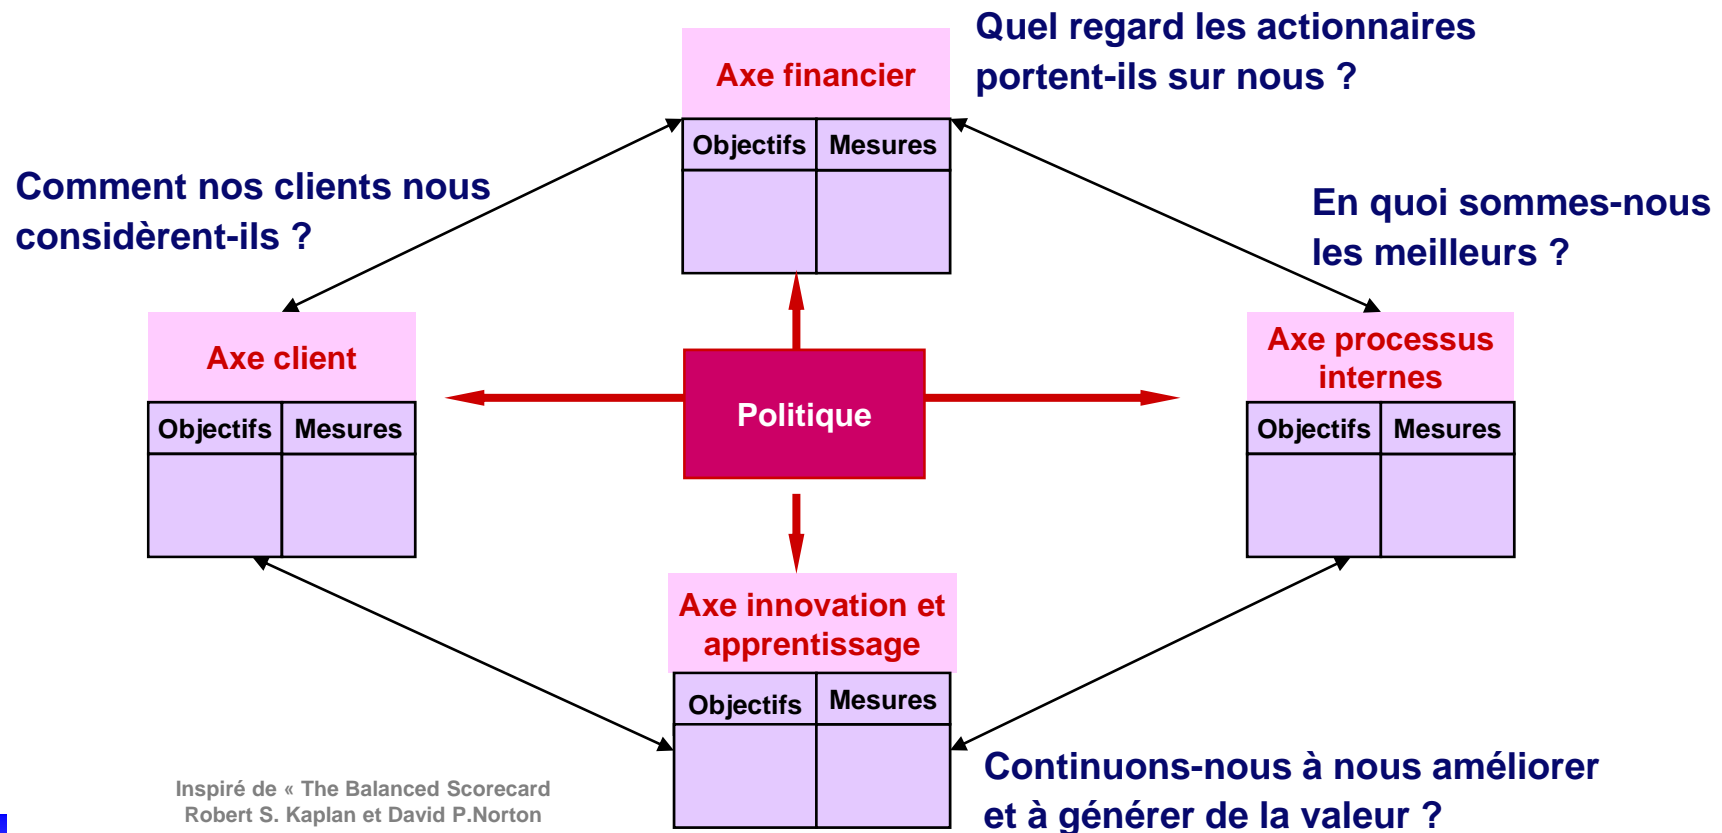 Quel regard les actionnaires
portent-ils sur nous ?
Axe financier
Objectifs Mesures
Comment nos clients nous
considèrent-ils ?
En quoi sommes-nous
les meilleurs ?
Axe client
Objectifs Mesures
Politique
Axe processus
internes
Objectifs Mesures
Axe innovation et
apprentissage
Objectifs Mesures
Continuons-nous à nous améliorer
et à générer de la valeur ?
Inspiré de « The Balanced Scorecard
Robert S. Kaplan et David P.Norton